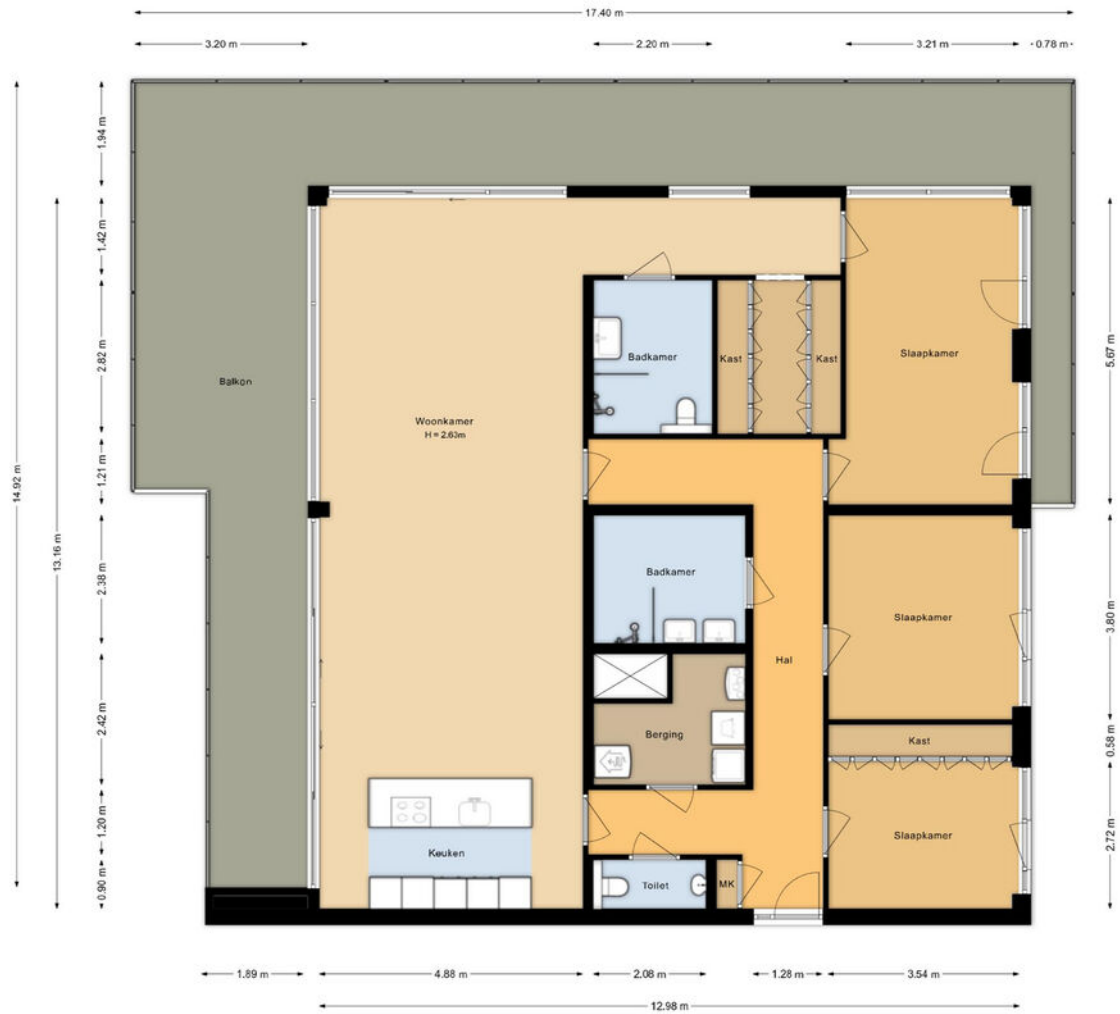 17.40 m
3.20 m
2.20 m
3.21 m
0.78 m
1.94 m
1.42 m
2.82 m
1.21 m
2.38 m
2.42 m
1.20 m
0.90 m
14.92 m
13.16 m
5.67 m
3.80 m
0.58 m
2.72 m
Balkon
Woonkamer
H = 2.63m
Badkamer
Kast
Kast
Slaapkamer
Badkamer
Hal
Slaapkamer
Berging
Kast
Keuken
Toilet
MK
Slaapkamer
1.89 m
4.88 m
2.08 m
1.28 m
3.54 m
12.98 m